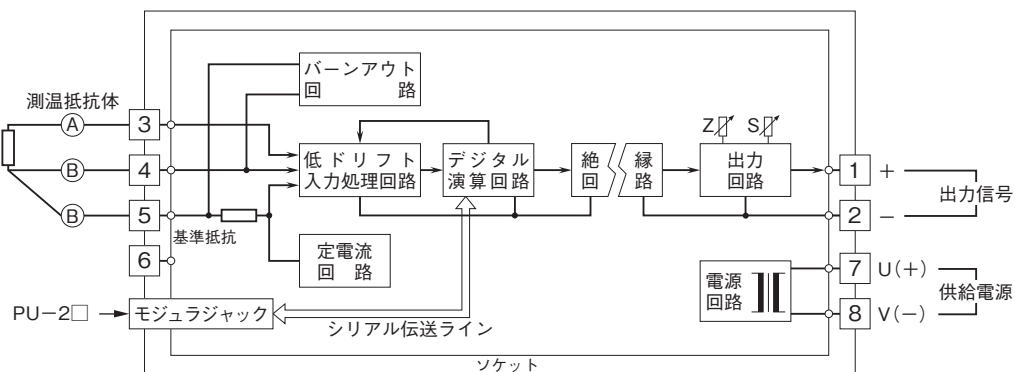 測温抵抗体
A
B
B
3
4
5
6
バーンアウト
回 路
低ドリフト
入力処理回路
基準抵抗
定電流
回 路
デジタル
演算回路
絶 縁
回 路
Z
S
出力
回路
1
+
2
−
出力信号
電源
回路
7
U(+)
8
V(−)
供給電源
PU−2□
モジュラジャック
シリアル伝送ライン
ソケット